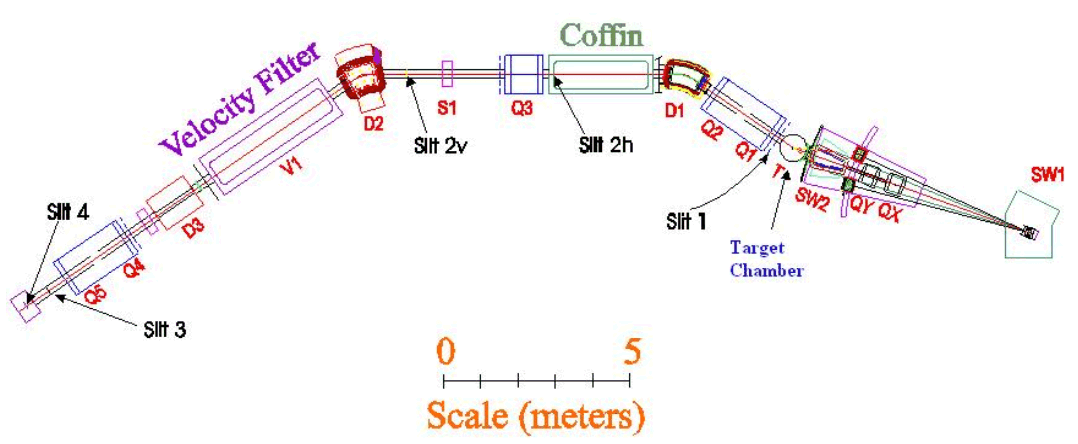 Coffin
Velocity Filter
D2
S1
Q3
D1
Q2
Q1
T
SW2
QY
QX
SW1
V1
D3
Q4
Q5
Slit 2v
Slit 2h
Slit 1
Target
Chamber
Slit 4
Slit 3
0
5
Scale (meters)